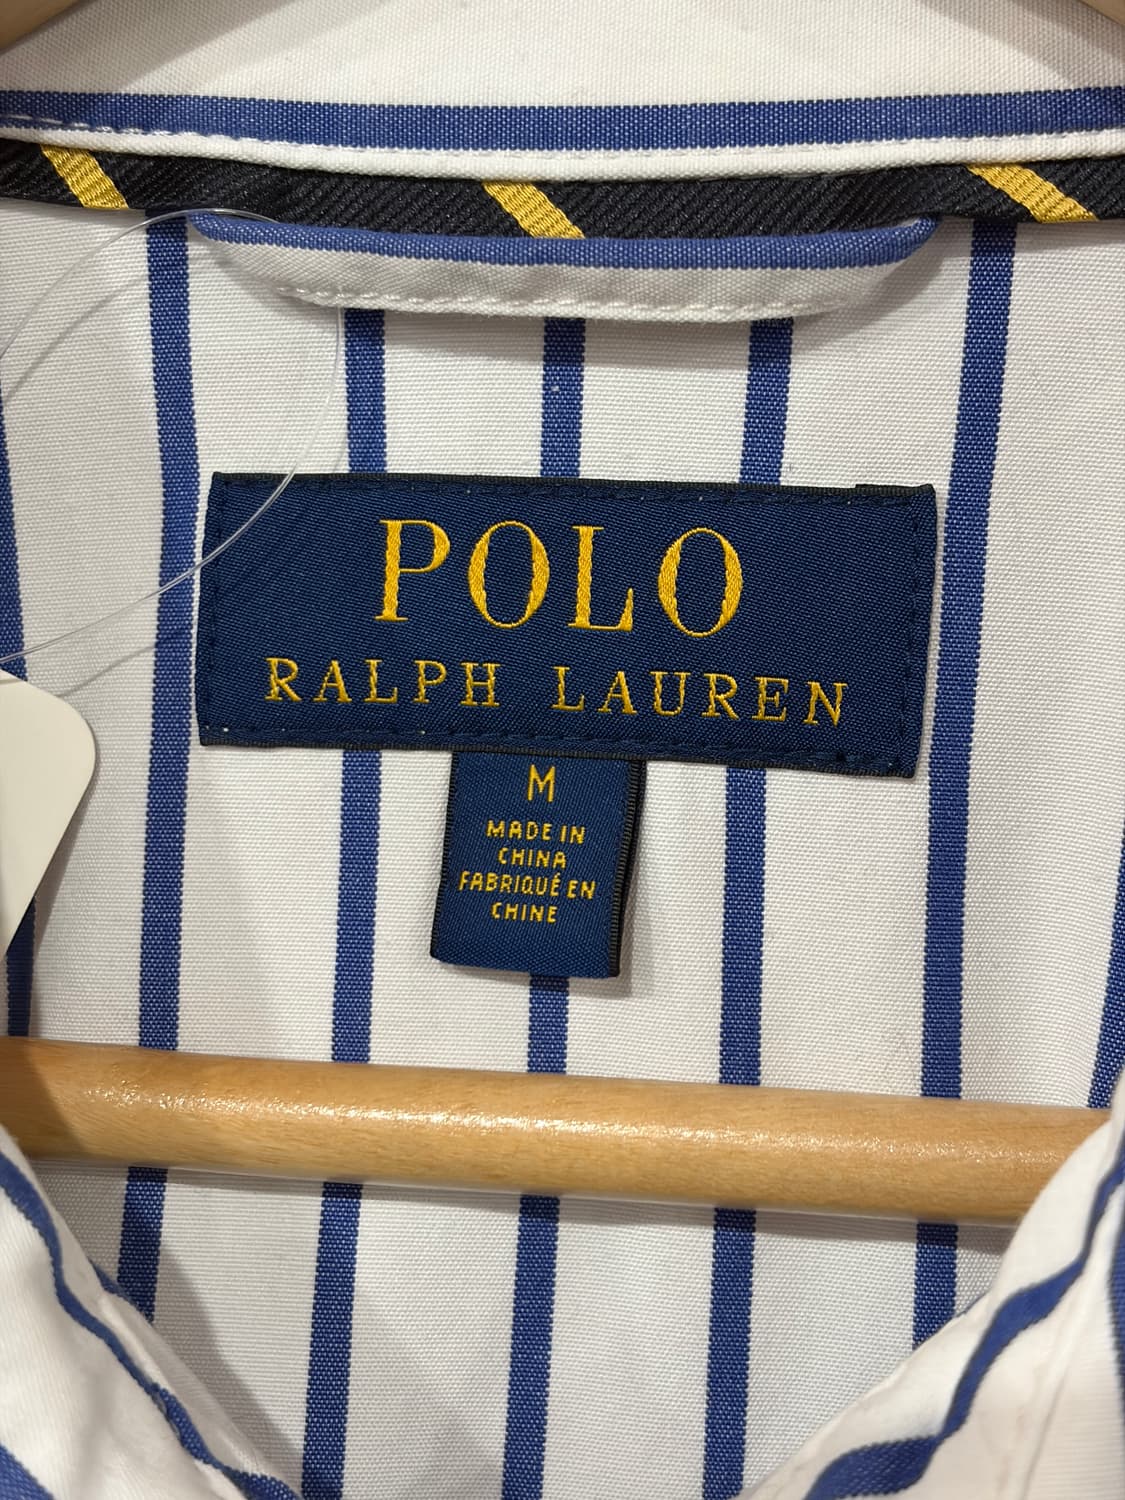 POLO
RALPH LAUREN
M
MADE IN
CHINA
FABRIQUÉ EN
CHINE